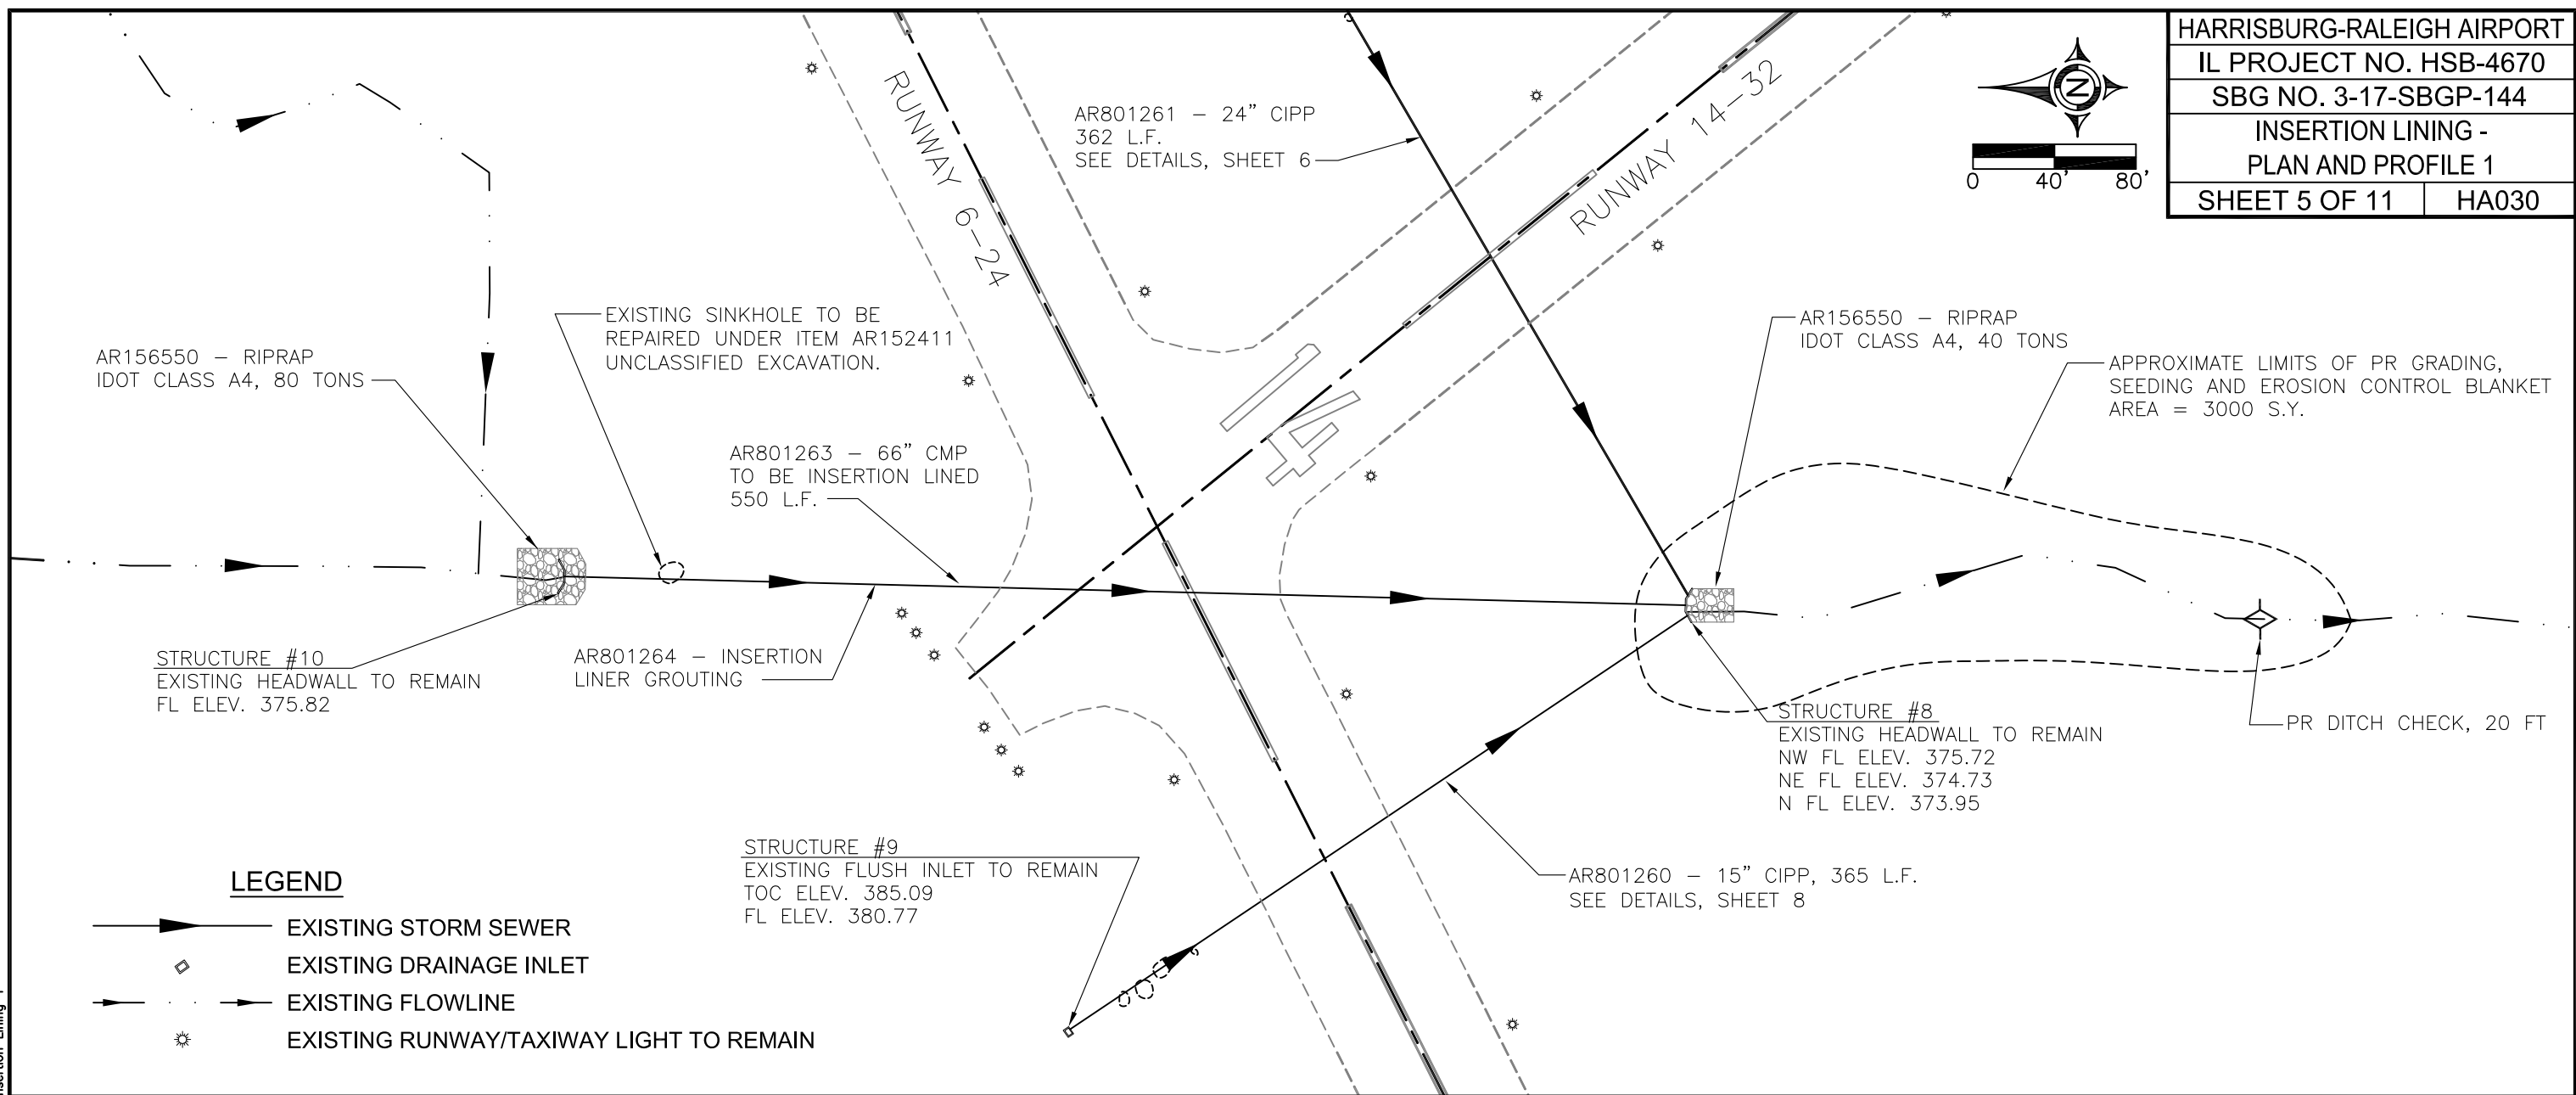 HARRISBURG-RALEIGH AIRPORT
IL PROJECT NO. HSB-4670
SBG NO. 3-17-SBGP-144
INSERTION LINING -
PLAN AND PROFILE 1
SHEET 5 OF 11
HA030
N
0 40' 80'
RUNWAY 6-24
RUNWAY 14-32
14
AR801261 - 24" CIPP
362 L.F.
SEE DETAILS, SHEET 6
EXISTING SINKHOLE TO BE
REPAIRED UNDER ITEM AR152411
UNCLASSIFIED EXCAVATION.
AR156550 - RIPRAP
IDOT CLASS A4, 80 TONS
AR156550 - RIPRAP
IDOT CLASS A4, 40 TONS
APPROXIMATE LIMITS OF PR GRADING,
SEEDING AND EROSION CONTROL BLANKET
AREA = 3000 S.Y.
AR801263 - 66" CMP
TO BE INSERTION LINED
550 L.F.
STRUCTURE #10
EXISTING HEADWALL TO REMAIN
FL ELEV. 375.82
AR801264 - INSERTION
LINER GROUTING
STRUCTURE #8
EXISTING HEADWALL TO REMAIN
NW FL ELEV. 375.72
NE FL ELEV. 374.73
N FL ELEV. 373.95
PR DITCH CHECK, 20 FT
STRUCTURE #9
EXISTING FLUSH INLET TO REMAIN
TOC ELEV. 385.09
FL ELEV. 380.77
AR801260 - 15" CIPP, 365 L.F.
SEE DETAILS, SHEET 8
LEGEND
EXISTING STORM SEWER
EXISTING DRAINAGE INLET
EXISTING FLOWLINE
EXISTING RUNWAY/TAXIWAY LIGHT TO REMAIN